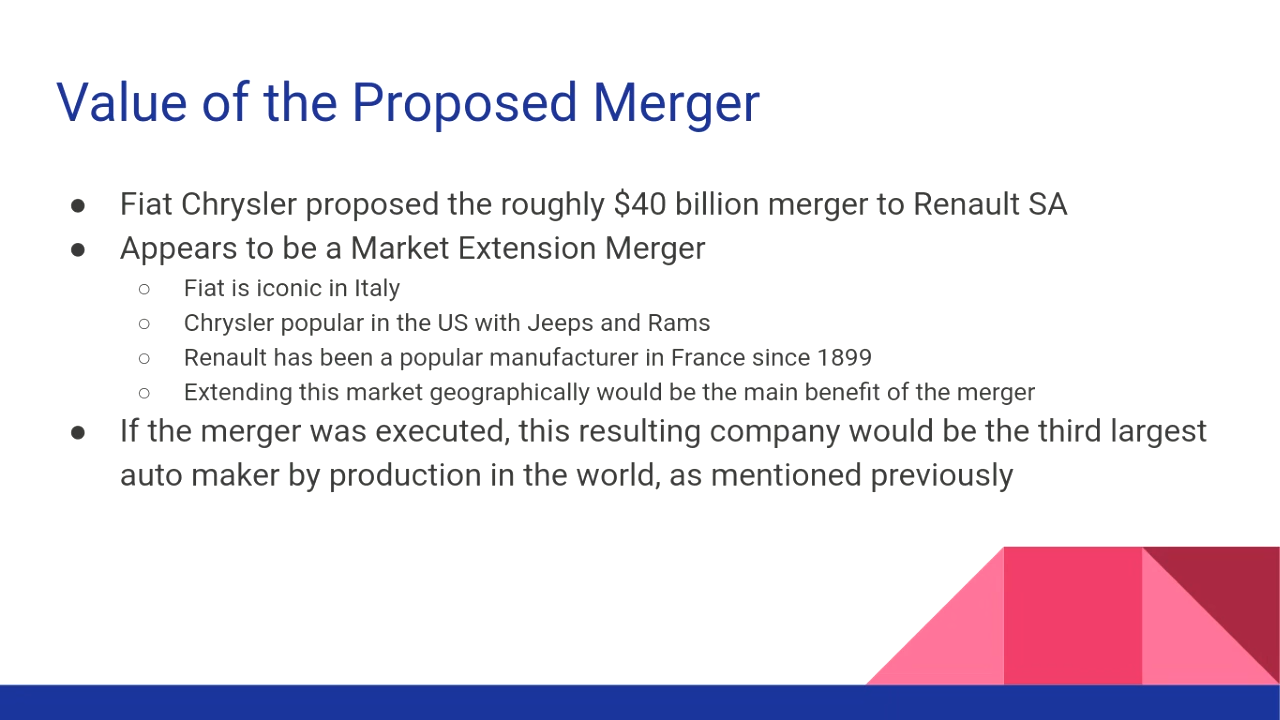 Value of the Proposed Merger
● Fiat Chrysler proposed the roughly $40 billion merger to Renault SA
● Appears to be a Market Extension Merger
○ Fiat is iconic in Italy
○ Chrysler popular in the US with Jeeps and Rams
○ Renault has been a popular manufacturer in France since 1899
○ Extending this market geographically would be the main benefit of the merger
● If the merger was executed, this resulting company would be the third largest
auto maker by production in the world, as mentioned previously